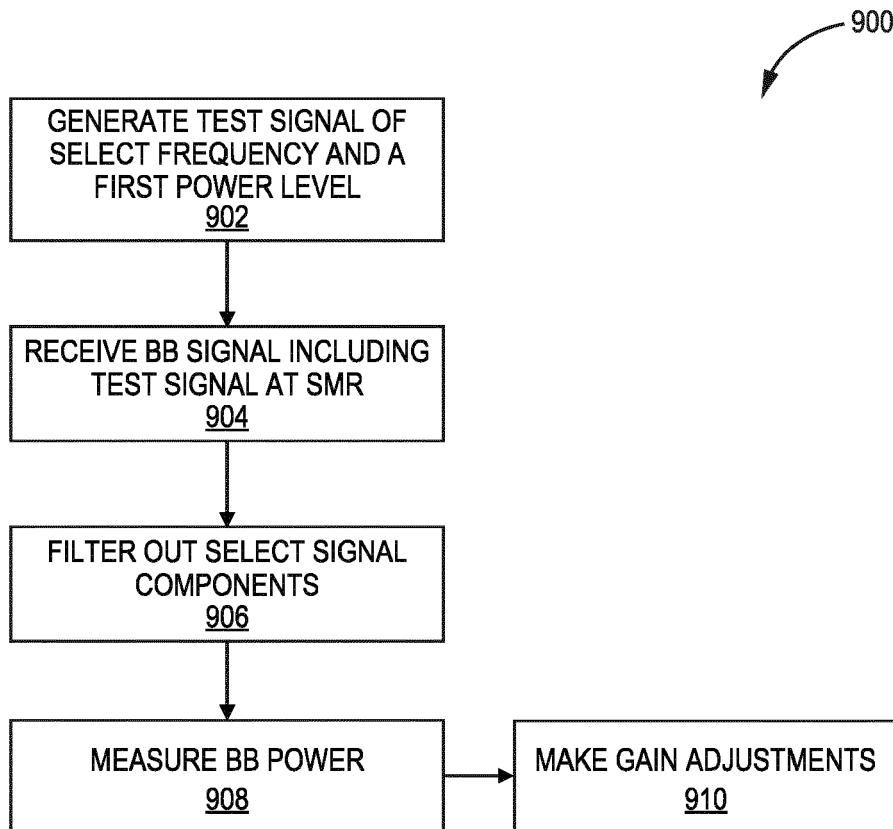 900
GENERATE TEST SIGNAL OF
SELECT FREQUENCY AND A
FIRST POWER LEVEL
902
RECEIVE BB SIGNAL INCLUDING
TEST SIGNAL AT SMR
904
FILTER OUT SELECT SIGNAL
COMPONENTS
906
MEASURE BB POWER
908
MAKE GAIN ADJUSTMENTS
910